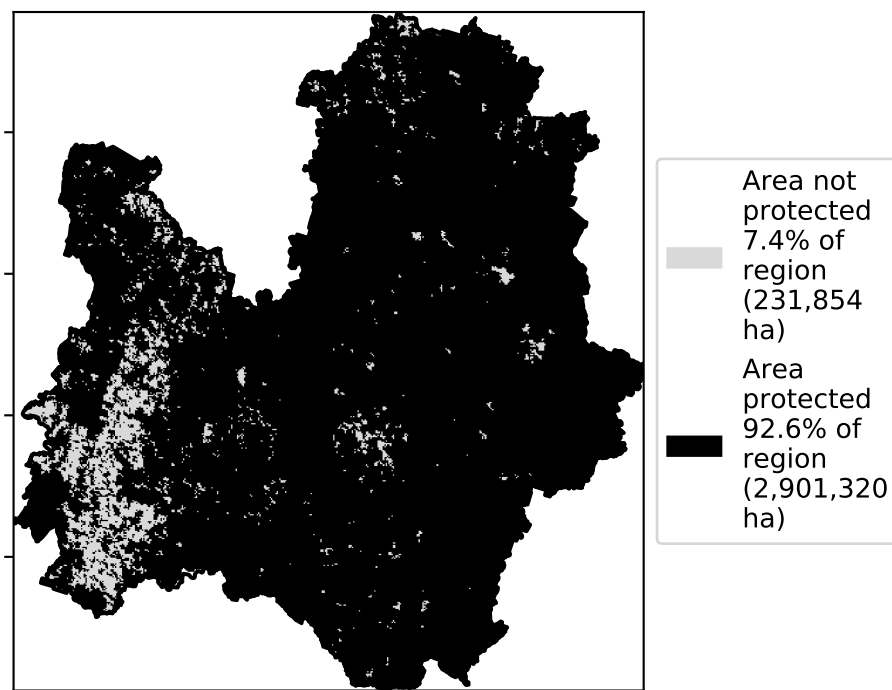 Area not
protected
7.4% of
region
(231,854
ha)
Area
protected
92.6% of
region
(2,901,320
ha)